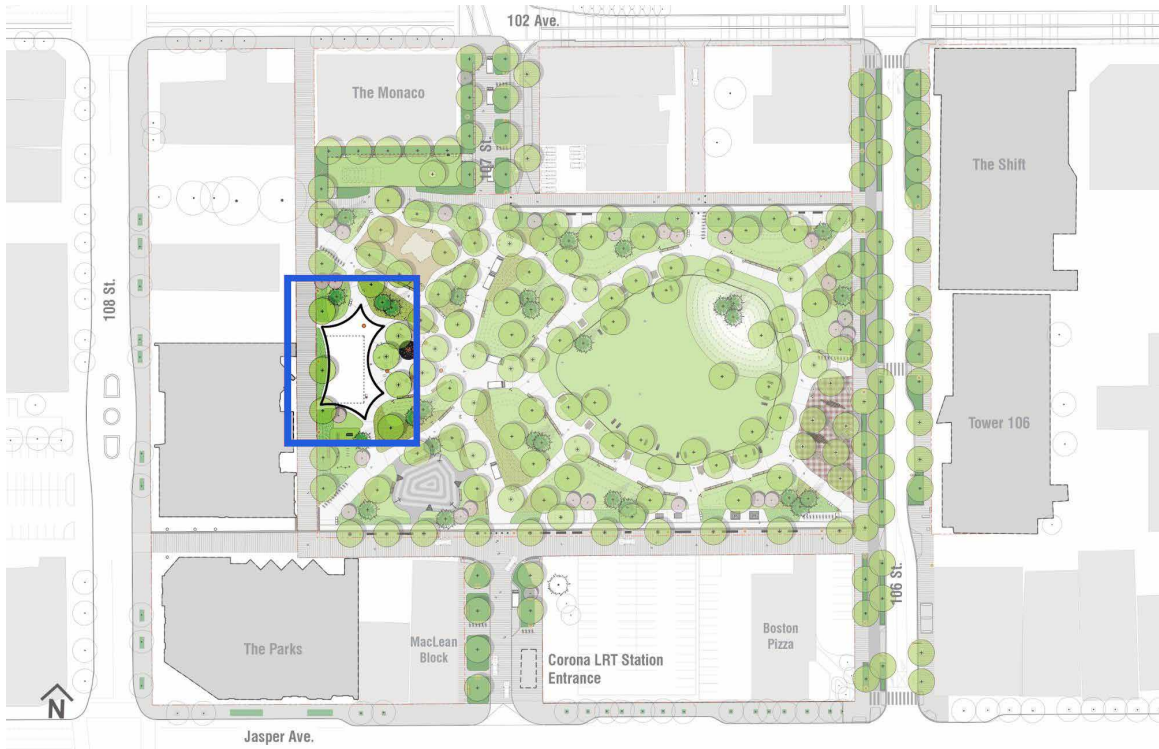 102 Ave.
The Monaco
107 St.
The Shift
108 St.
Tower 106
106 St.
The Parks
MacLean
Block
Boston
Pizza
Corona LRT Station
Entrance
N
Jasper Ave.